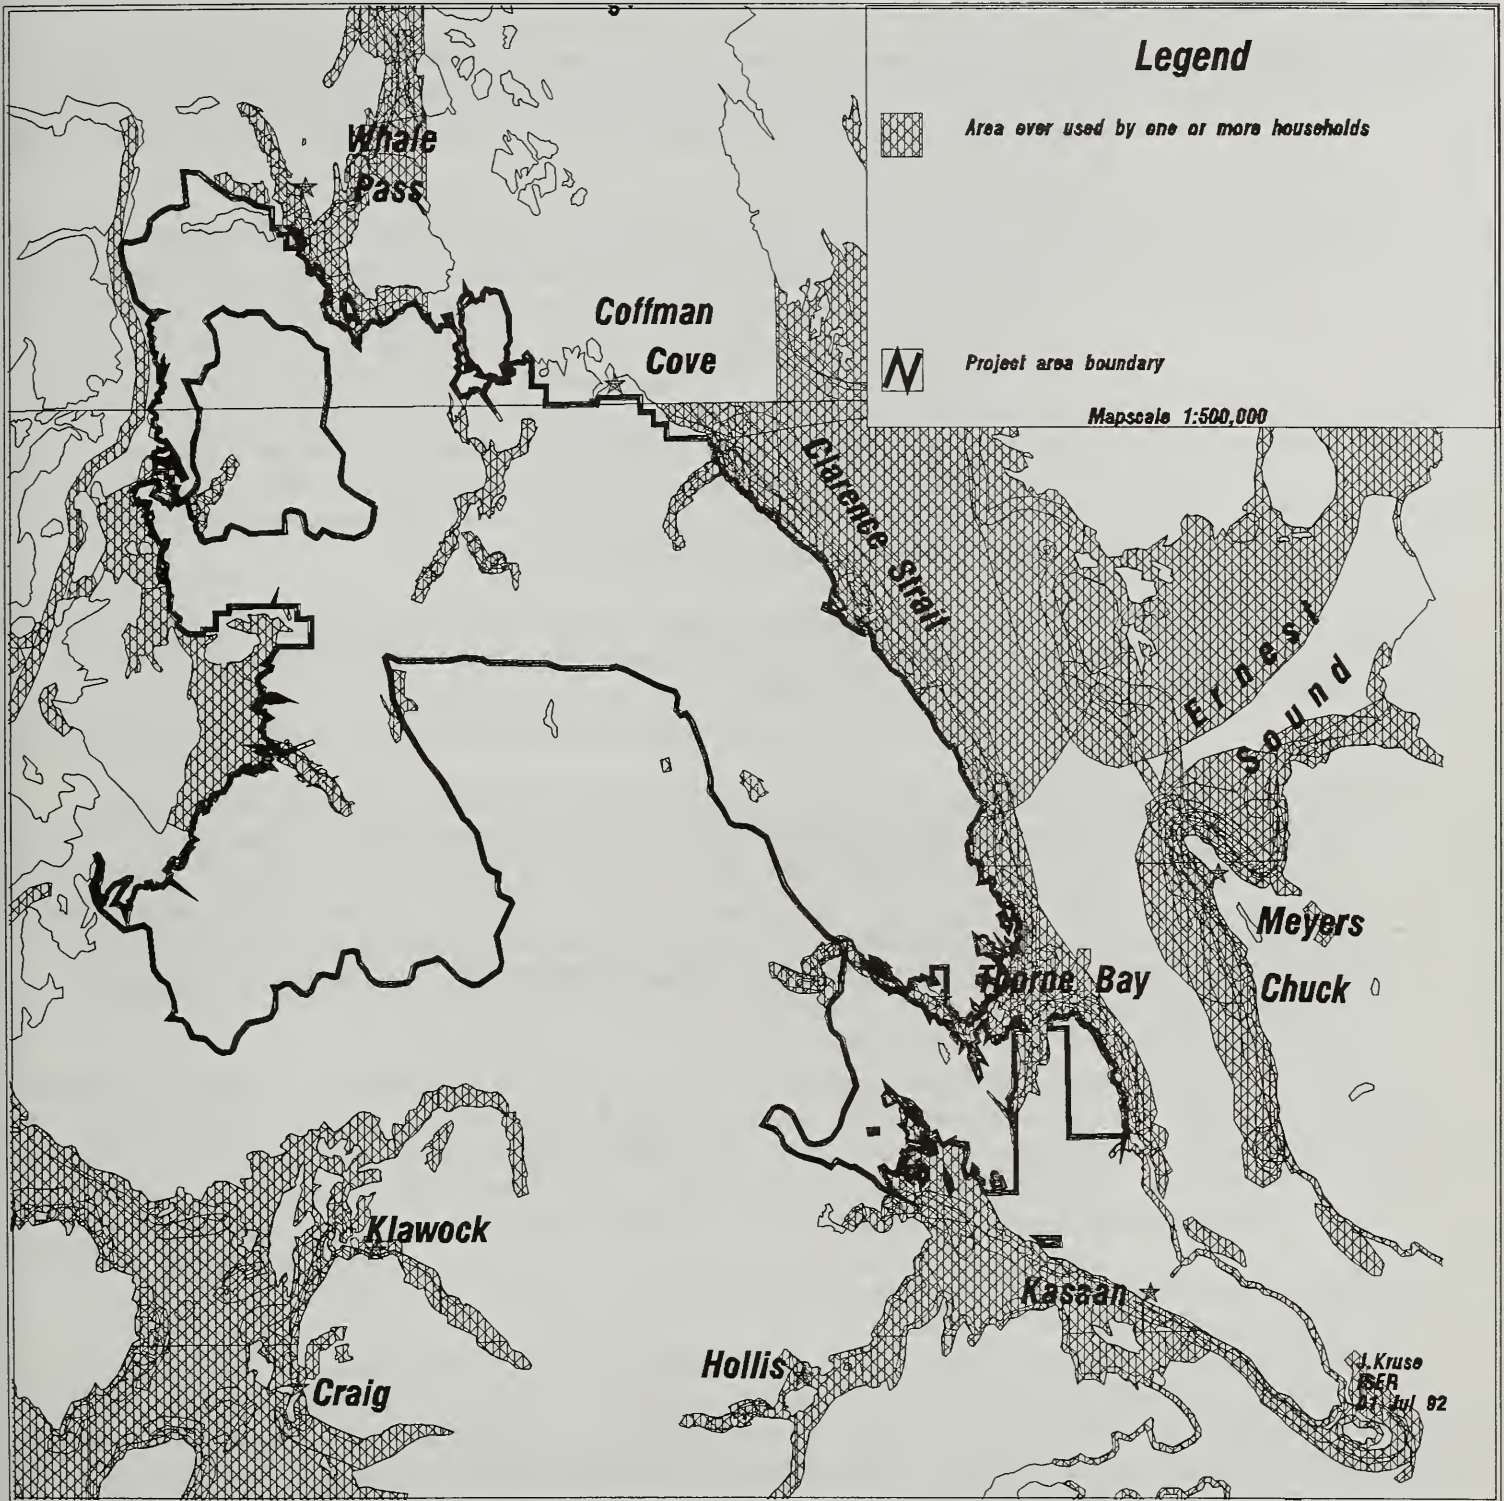 Legend
Area ever used by one or more households
Project area boundary
Mapscale 1:500,000
Whale
Pass
Coffman
Cove
Clarence Strait
Ernest
Sound
Thorne Bay
Meyers
Chuck
Klawock
Kasaan
Hollis
Craig
J.Kruse
ISER
01 Jul 92